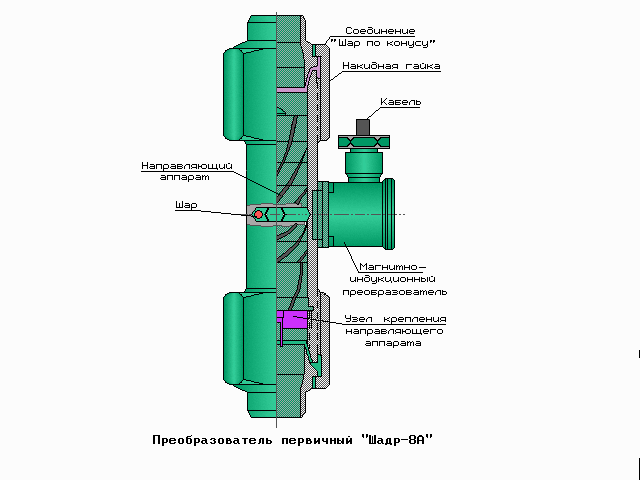 Соединение
"Шар по конусу"
Накидная гайка
Кабель
Направляющий
аппарат
Шар
Магнитно-
индукционный
преобразователь
Узел крепления
направляющего
аппарата
Преобразователь первичный "Шадр-8А"